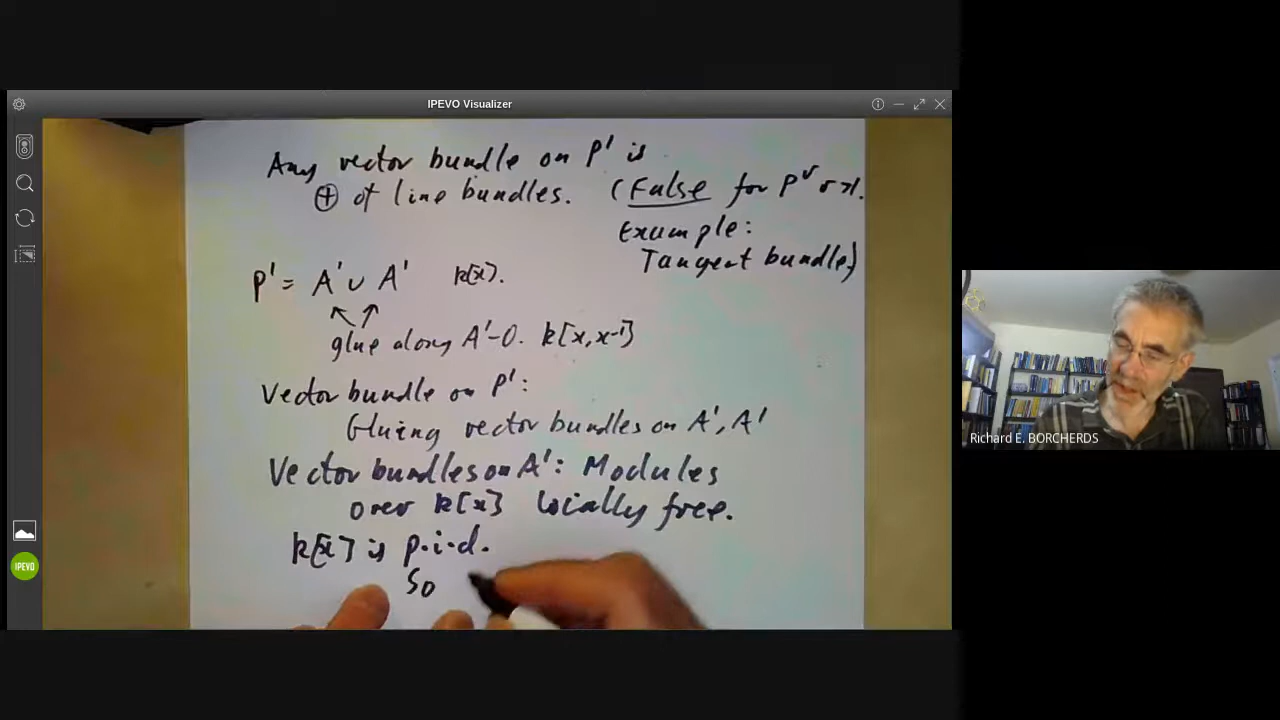 IPEVO Visualizer
Any vector bundle on P¹ is
⊕ of line bundles. (False for Pʳ r>1.
Example:
Tangent bundle)
P¹ = A¹ ∪ A¹ k[x].
glue along A¹-0. k[x,x⁻¹]
Vector bundle on P¹:
Gluing vector bundles on A¹, A¹
Vector bundles on A¹: Modules
over k[x] locally free.
k[x] is p.i.d.
So
IPEVO
Richard E. BORCHERDS